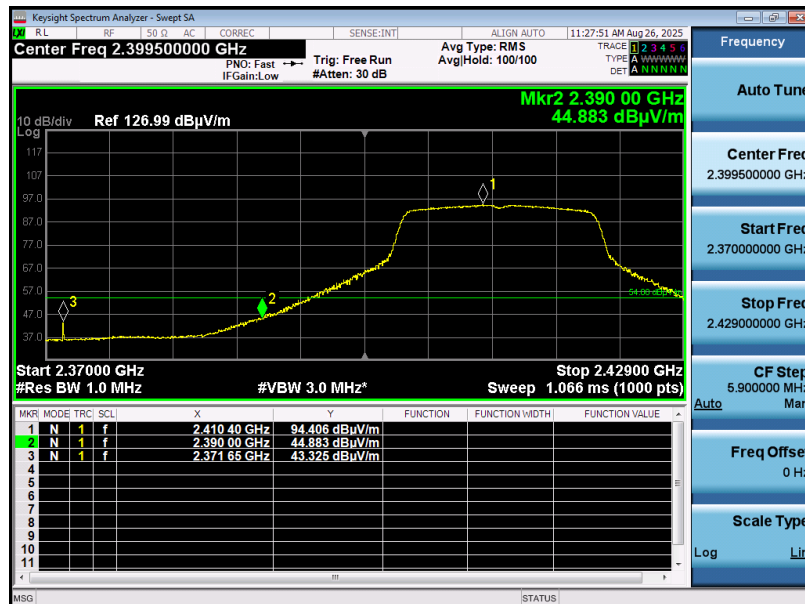 Keysight Spectrum Analyzer - Swept SA
RL RF 50 Ω AC CORREC SENSE:INT ALIGN AUTO 11:27:51 AM Aug 26, 2025
Center Freq 2.399500000 GHz
PNO: Fast
IFGain:Low
Trig: Free Run
#Atten: 30 dB
Avg Type: RMS
Avg|Hold: 100/100
TRACE 1 2 3 4 5 6
TYPE A WWWWW
DET A N N N N N
Mkr2 2.390 00 GHz
44.883 dBµV/m
10 dB/div Ref 126.99 dBµV/m
Log
117
107
97.0
87.0
77.0
67.0
57.0
47.0
37.0
1
2
3
Start 2.37000 GHz Stop 2.42900 GHz
#Res BW 1.0 MHz #VBW 3.0 MHz* Sweep 1.066 ms (1000 pts)
MKR MODE TRC SCL X Y FUNCTION FUNCTION WIDTH FUNCTION VALUE
1 N 1 f 2.410 40 GHz 94.406 dBµV/m
2 N 1 f 2.390 00 GHz 44.883 dBµV/m
3 N 1 f 2.371 65 GHz 43.325 dBµV/m
4
5
6
7
8
9
10
11
MSG STATUS
Frequency
Auto Tune
Center Freq
2.399500000 GHz
Start Freq
2.370000000 GHz
Stop Freq
2.429000000 GHz
CF Step
5.900000 MHz
Auto Man
Freq Offset
0 Hz
Scale Type
Log Lin